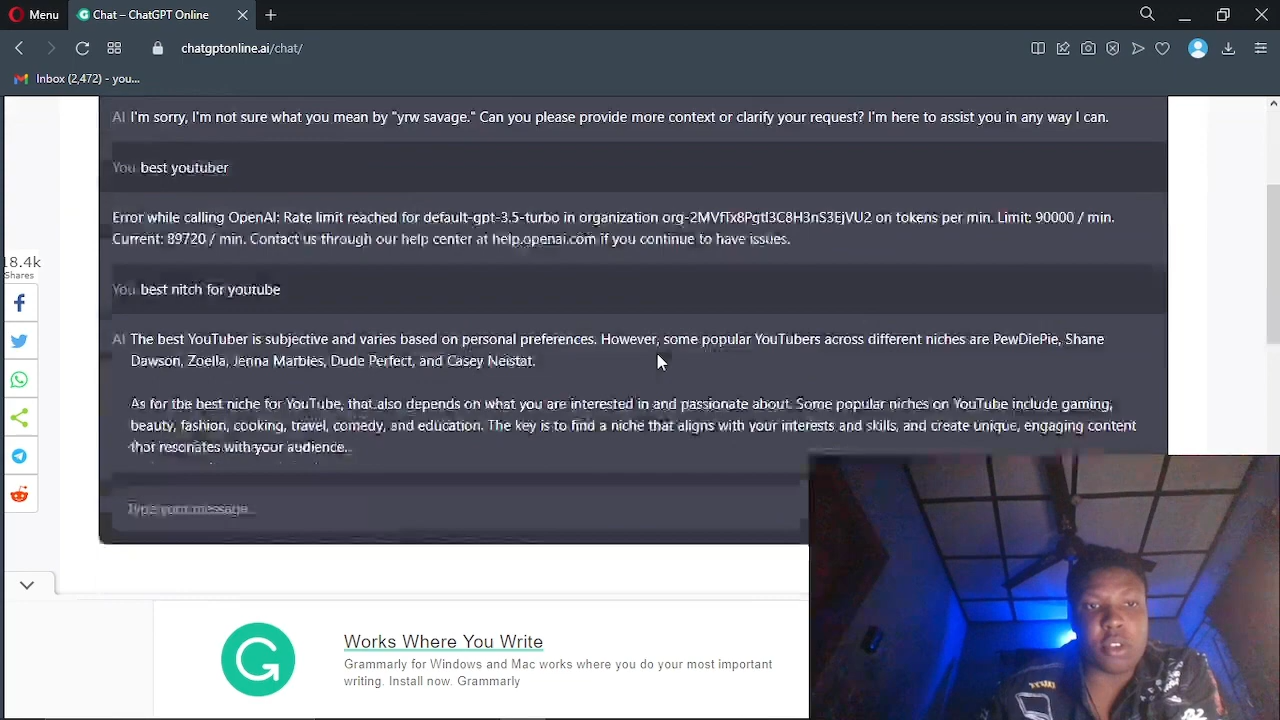 Menu
Chat – ChatGPT Online
chatgptonline.ai/chat/
Inbox (2,472) - you...
AI I'm sorry, I'm not sure what you mean by "yrw savage." Can you please provide more context or clarify your request? I'm here to assist you in any way I can.
You best youtuber
Error while calling OpenAI: Rate limit reached for default-gpt-3.5-turbo in organization org-2MVfTx8Pgtl3C8H3nS3EjVU2 on tokens per min. Limit: 90000 / min.
Current: 89720 / min. Contact us through our help center at help.openai.com if you continue to have issues.
18.4k
Shares
You best nitch for youtube
AI The best YouTuber is subjective and varies based on personal preferences. However, some popular YouTubers across different niches are PewDiePie, Shane
Dawson, Zoella, Jenna Marbles, Dude Perfect, and Casey Neistat.
As for the best niche for YouTube, that also depends on what you are interested in and passionate about. Some popular niches on YouTube include gaming,
beauty, fashion, cooking, travel, comedy, and education. The key is to find a niche that aligns with your interests and skills, and create unique, engaging content
that resonates with your audience.
Type your message...
Works Where You Write
Grammarly for Windows and Mac works where you do your most important
writing. Install now. Grammarly